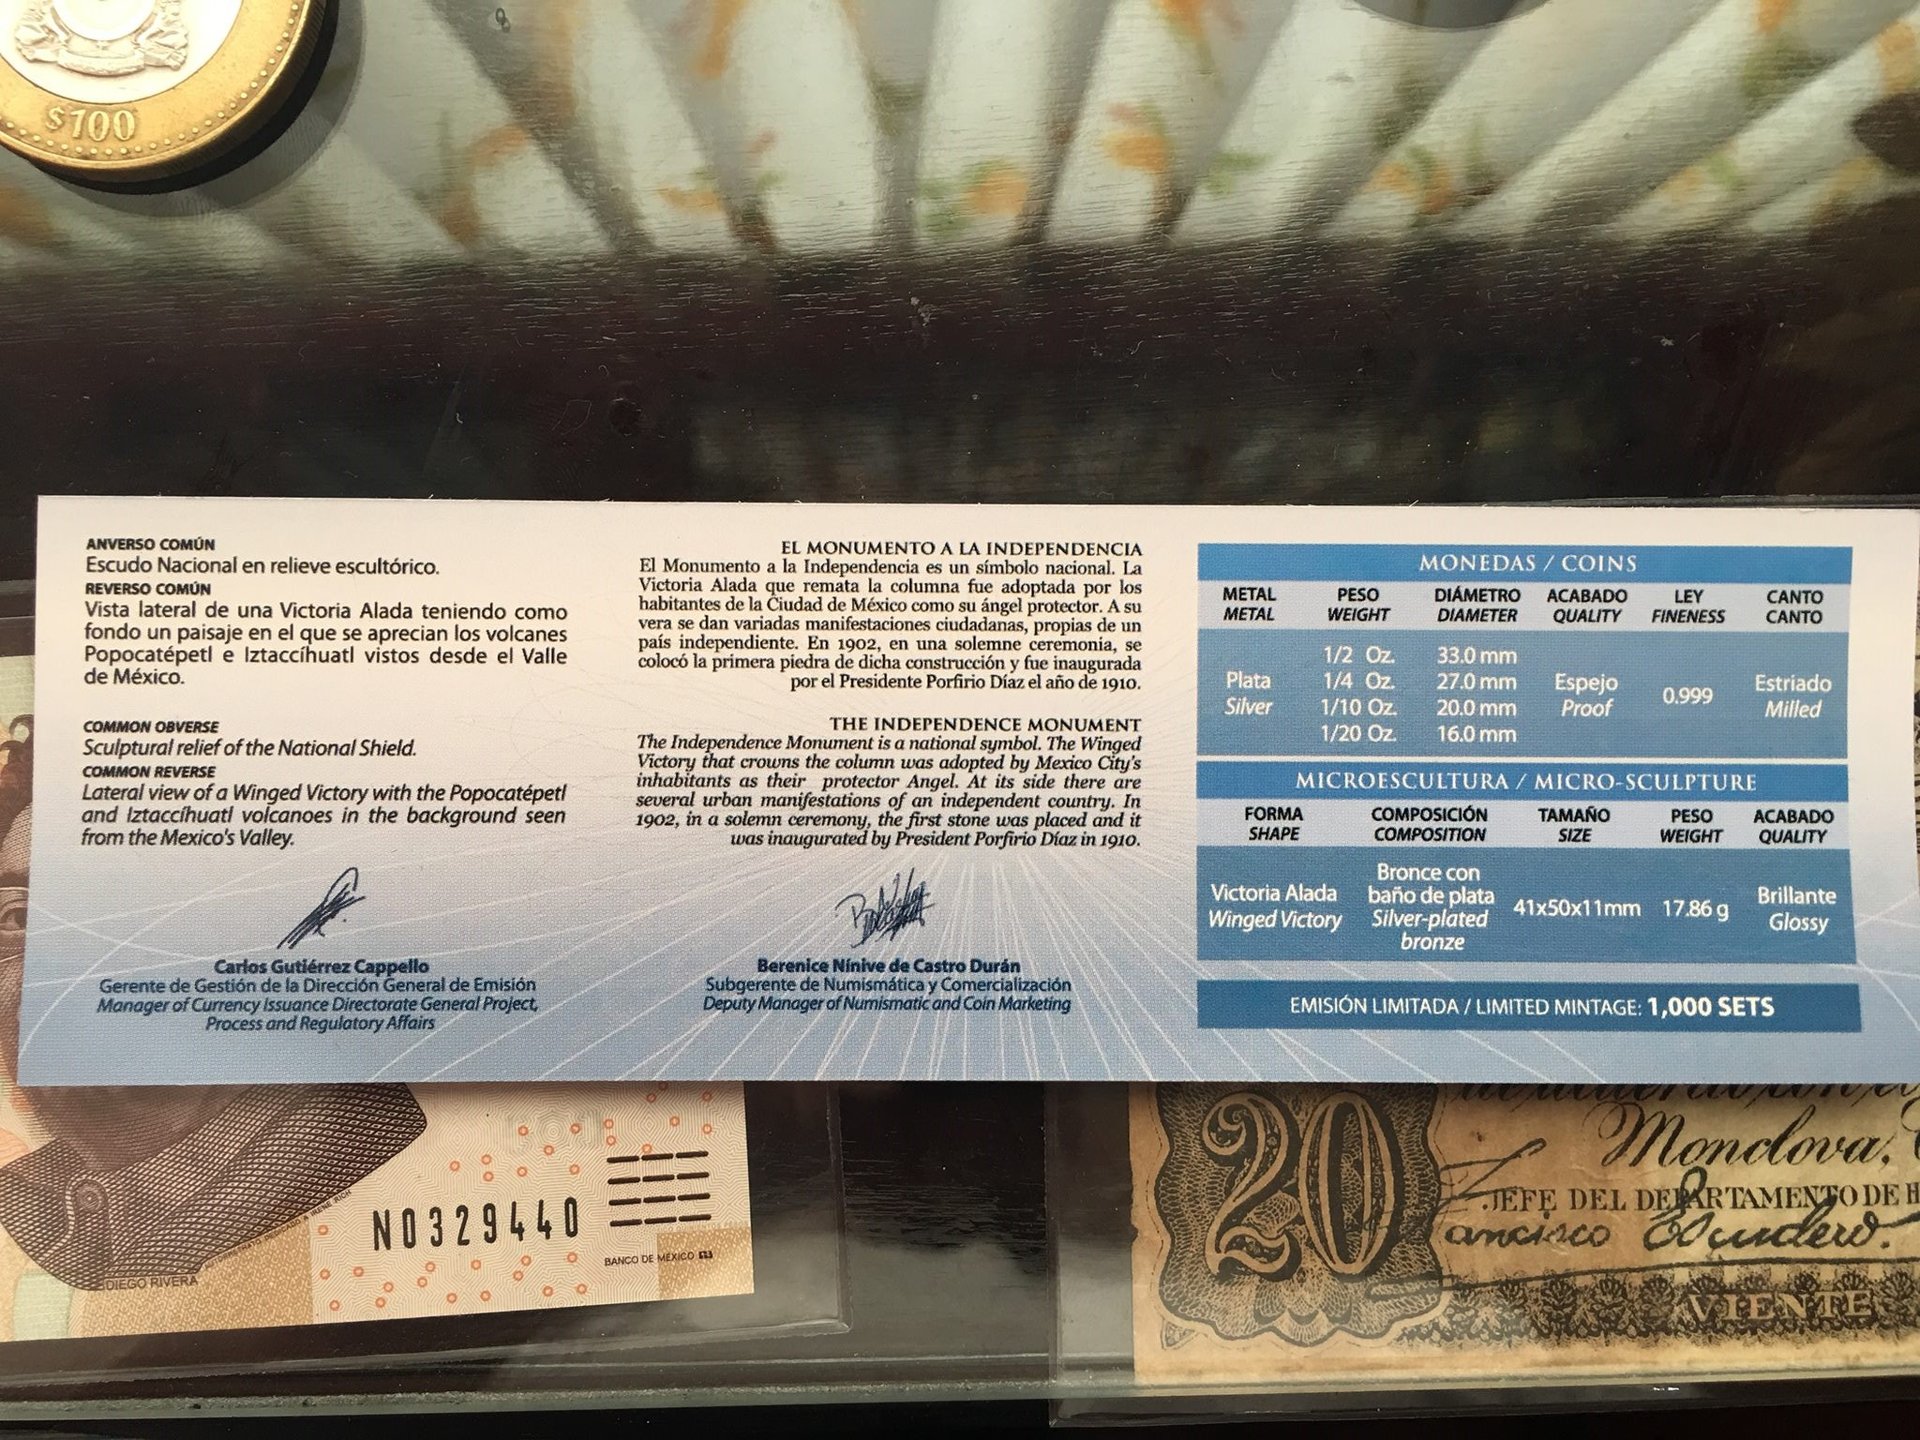 $100
ANVERSO COMÚN
Escudo Nacional en relieve escultórico.
REVERSO COMÚN
Vista lateral de una Victoria Alada teniendo como
fondo un paisaje en el que se aprecian los volcanes
Popocatépetl e Iztaccíhuatl vistos desde el Valle
de México.
COMMON OBVERSE
Sculptural relief of the National Shield.
COMMON REVERSE
Lateral view of a Winged Victory with the Popocatépetl
and Iztaccíhuatl volcanoes in the background seen
from the Mexico's Valley.
Carlos Gutiérrez Cappello
Gerente de Gestión de la Dirección General de Emisión
Manager of Currency Issuance Directorate General Project,
Process and Regulatory Affairs
EL MONUMENTO A LA INDEPENDENCIA
El Monumento a la Independencia es un símbolo nacional. La
Victoria Alada que remata la columna fue adoptada por los
habitantes de la Ciudad de México como su ángel protector. A su
vera se dan variadas manifestaciones ciudadanas, propias de un
país independiente. En 1902, en una solemne ceremonia, se
colocó la primera piedra de dicha construcción y fue inaugurada
por el Presidente Porfirio Díaz el año de 1910.
THE INDEPENDENCE MONUMENT
The Independence Monument is a national symbol. The Winged
Victory that crowns the column was adopted by Mexico City's
inhabitants as their protector Angel. At its side there are
several urban manifestations of an independent country. In
1902, in a solemn ceremony, the first stone was placed and it
was inaugurated by President Porfirio Díaz in 1910.
Berenice Nínive de Castro Durán
Subgerente de Numismática y Comercialización
Deputy Manager of Numismatic and Coin Marketing
MONEDAS / COINS
METAL PESO DIÁMETRO ACABADO LEY CANTO
METAL WEIGHT DIAMETER QUALITY FINENESS CANTO
1/2 Oz. 33.0 mm
Plata 1/4 Oz. 27.0 mm Espejo 0.999 Estriado
Silver 1/10 Oz. 20.0 mm Proof Milled
1/20 Oz. 16.0 mm
MICROESCULTURA / MICRO-SCULPTURE
FORMA COMPOSICIÓN TAMAÑO PESO ACABADO
SHAPE COMPOSITION SIZE WEIGHT QUALITY
Bronce con
Victoria Alada baño de plata 41x50x11mm 17.86 g Brillante
Winged Victory Silver-plated Glossy
bronze
EMISIÓN LIMITADA / LIMITED MINTAGE: 1,000 SETS
N0329440
BANCO DE MEXICO
DIEGO RIVERA
20
Monclova,
JEFE DEL DEPARTAMENTO DE H
ancisco Escudero.
VIENTE